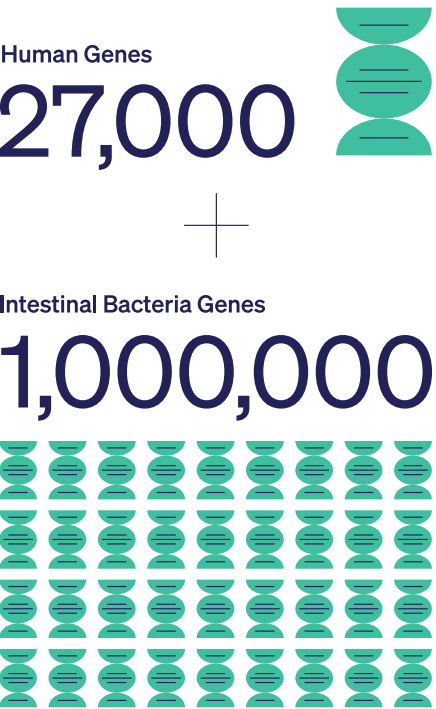 Human Genes
27,000
Intestinal Bacteria Genes
1,000,000